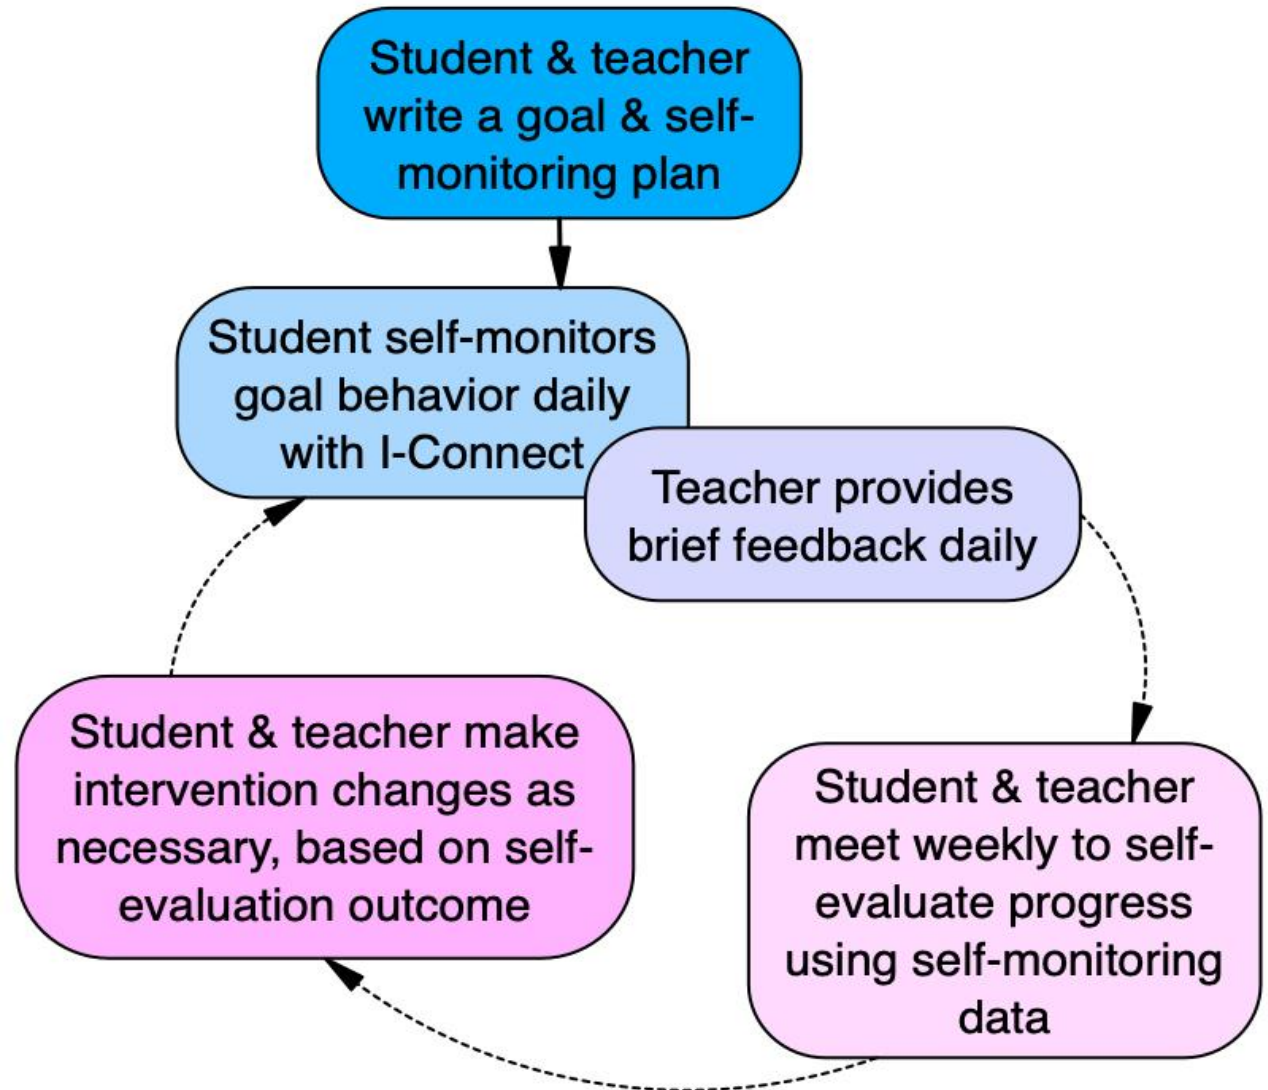 Student & teacher
write a goal & self-
monitoring plan
Student self-monitors
goal behavior daily
with I-Connect
Teacher provides
brief feedback daily
Student & teacher
meet weekly to self-
evaluate progress
using self-monitoring
data
Student & teacher make
intervention changes as
necessary, based on self-
evaluation outcome